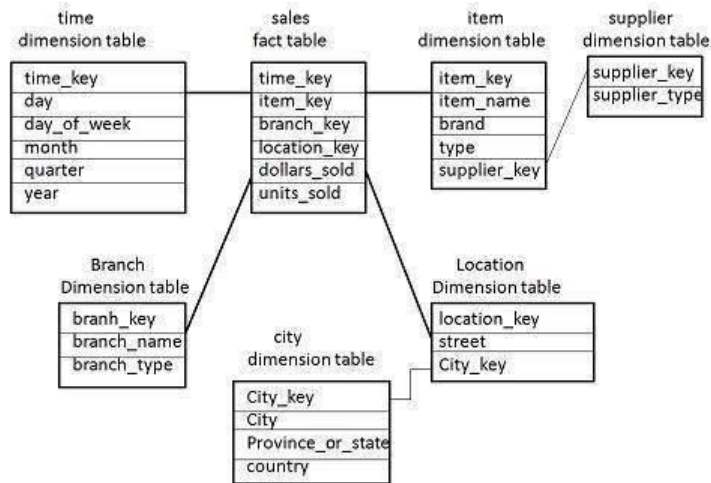 time
dimension table
time_key
day
day_of_week
month
quarter
year
sales
fact table
time_key
item_key
branch_key
location_key
dollars_sold
units_sold
item
dimension table
item_key
item_name
brand
type
supplier_key
supplier
dimension table
supplier_key
supplier_type
Branch
Dimension table
branh_key
branch_name
branch_type
city
dimension table
City_key
City
Province_or_state
country
Location
Dimension table
location_key
street
City_key